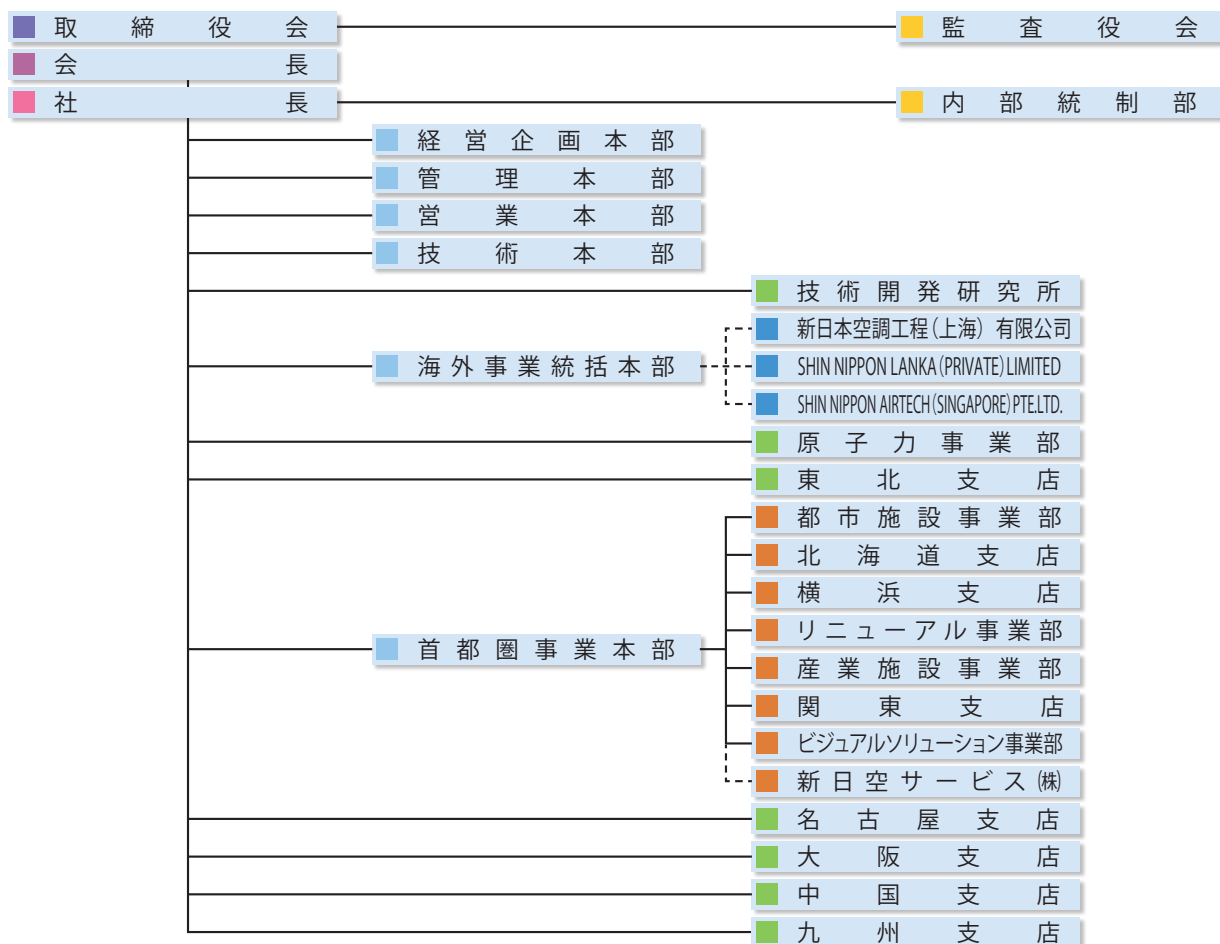 取締役会
監査役会
会長
社長
内部統制部
経営企画本部
管理本部
営業本部
技術本部
技術開発研究所
新日本空調工程(上海)有限公司
海外事業統括本部
SHIN NIPPON LANKA(PRIVATE)LIMITED
SHIN NIPPON AIRTECH(SINGAPORE)PTE.LTD.
原子力事業部
東北支店
都市施設事業部
北海道支店
横浜支店
リニューアル事業部
首都圏事業本部
産業施設事業部
関東支店
ビジュアルソリューション事業部
新日空サービス㈱
名古屋支店
大阪支店
中国支店
九州支店